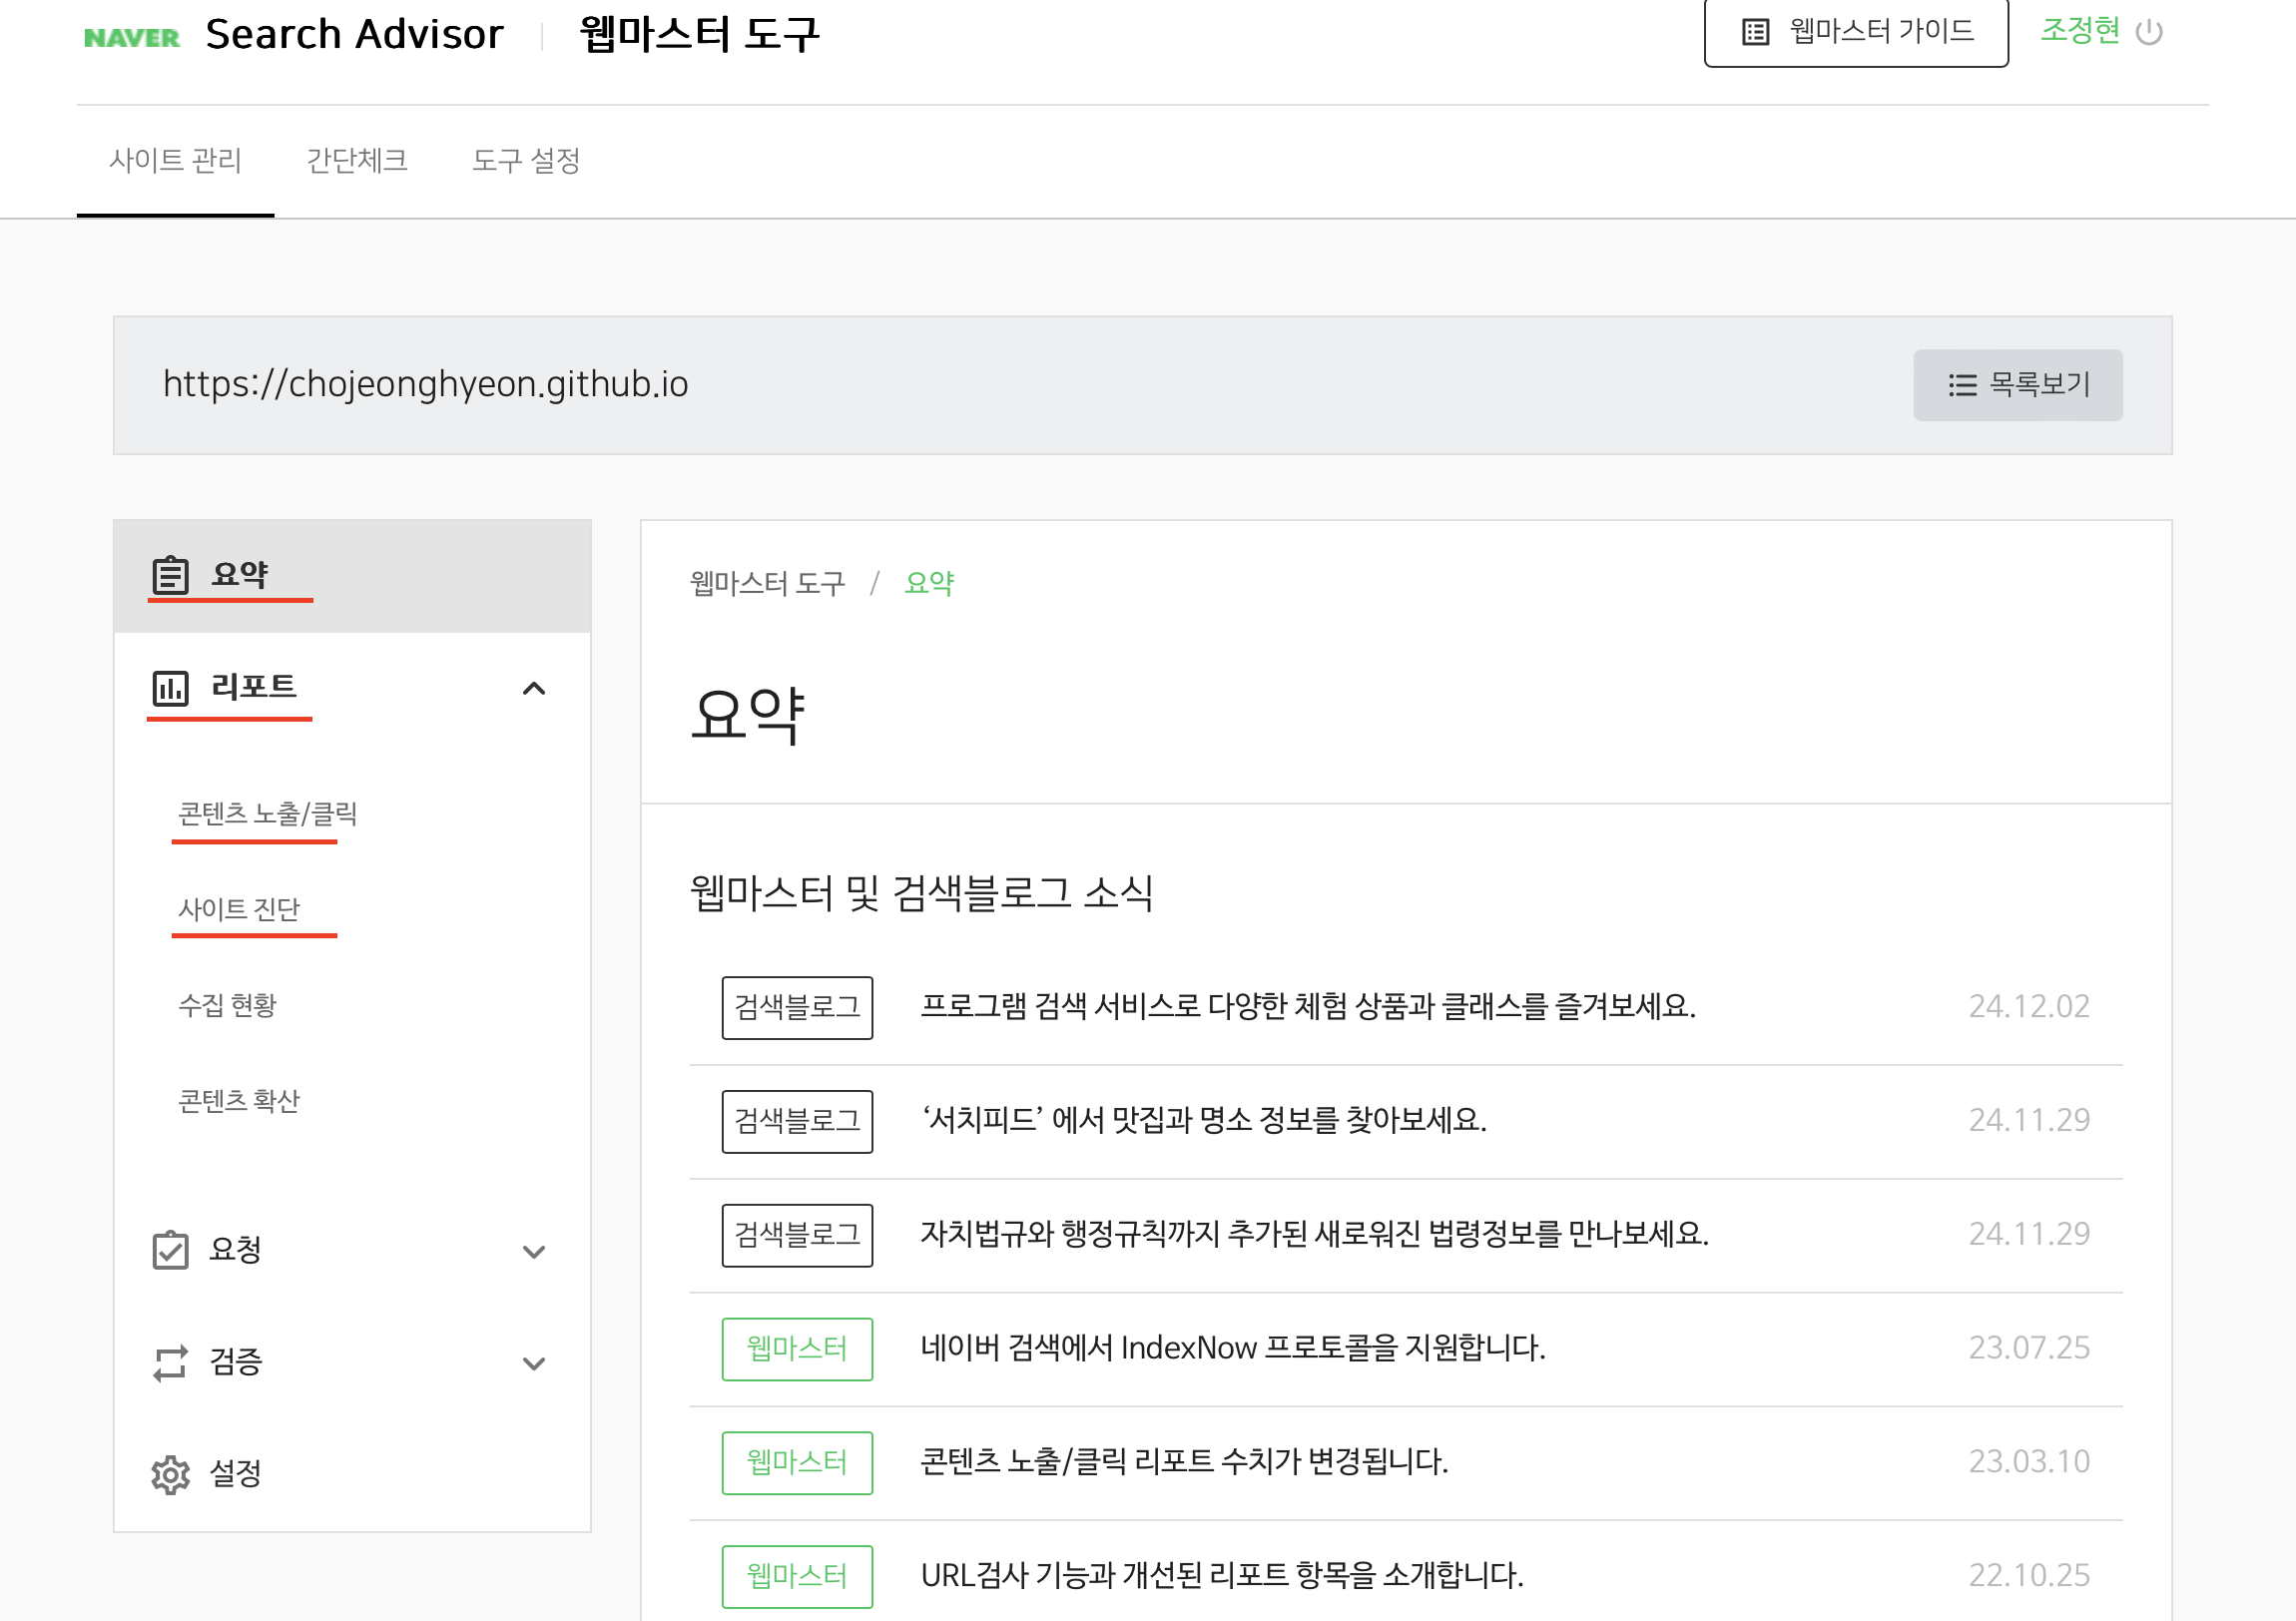 NAVER Search Advisor 웹마스터 도구 웹마스터 가이드 조정현
사이트 관리 간단체크 도구 설정
https://chojeonghyeon.github.io 목록보기
요약
리포트
콘텐츠 노출/클릭
사이트 진단
수집 현황
콘텐츠 확산
요청
검증
설정
웹마스터 도구 / 요약
요약
웹마스터 및 검색블로그 소식
검색블로그 프로그램 검색 서비스로 다양한 체험 상품과 클래스를 즐겨보세요. 24.12.02
검색블로그 ‘서치피드’ 에서 맛집과 명소 정보를 찾아보세요. 24.11.29
검색블로그 자치법규와 행정규칙까지 추가된 새로워진 법령정보를 만나보세요. 24.11.29
웹마스터 네이버 검색에서 IndexNow 프로토콜을 지원합니다. 23.07.25
웹마스터 콘텐츠 노출/클릭 리포트 수치가 변경됩니다. 23.03.10
웹마스터 URL검사 기능과 개선된 리포트 항목을 소개합니다. 22.10.25